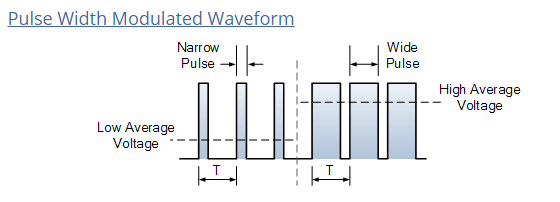 Pulse Width Modulated Waveform
Narrow
Pulse
Wide
Pulse
High Average
Voltage
Low Average
Voltage
T
T